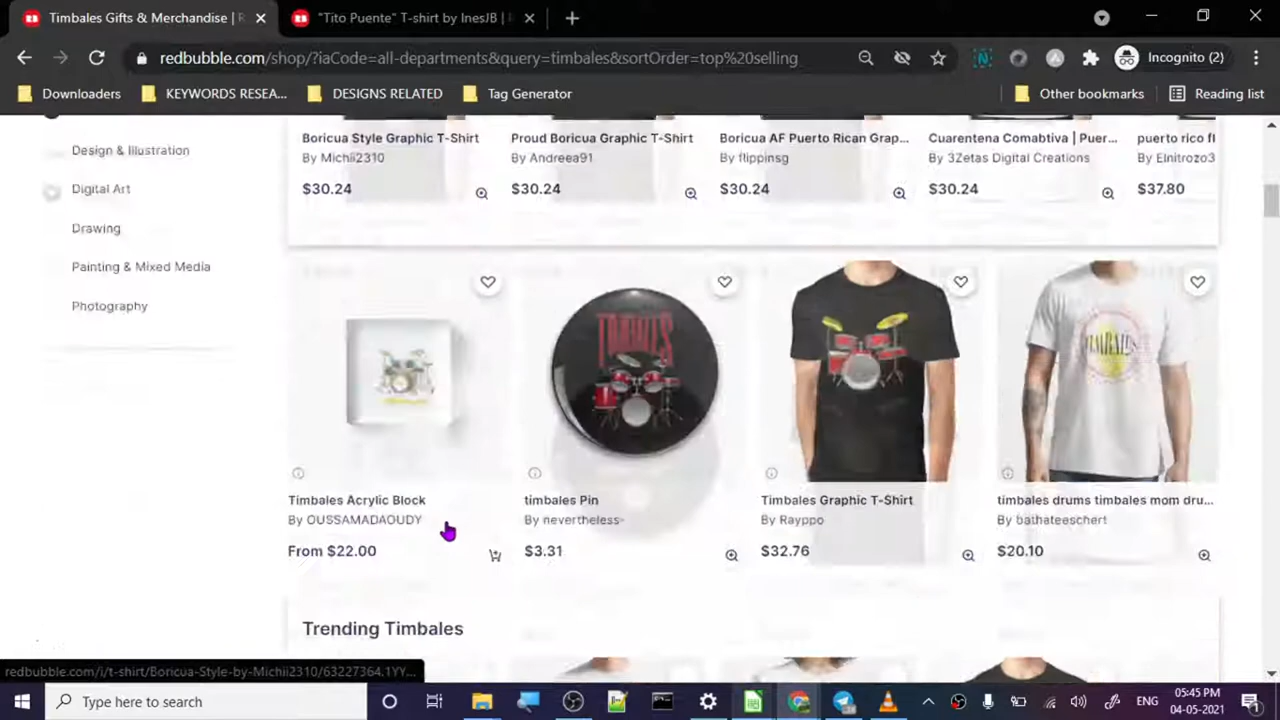 Timbales Gifts & Merchandise | R
"Tito Puente" T-shirt by InesJB |
redbubble.com/shop/?iaCode=all-departments&query=timbales&sortOrder=top%20selling
Incognito (2)
Downloaders
KEYWORDS RESEA...
DESIGNS RELATED
Tag Generator
Other bookmarks
Reading list
Design & Illustration
Digital Art
Drawing
Painting & Mixed Media
Photography
Boricua Style Graphic T-Shirt
By Michii2310
$30.24
Proud Boricua Graphic T-Shirt
By Andreea91
$30.24
Boricua AF Puerto Rican Grap...
By flippinsg
$30.24
Cuarentena Comabtiva | Puer...
By 3Zetas Digital Creations
$30.24
puerto rico fl
By Elnitrozo3
$37.80
TIMBALES
TIMBALES
Timbales Acrylic Block
By OUSSAMADAOUDY
From $22.00
timbales Pin
By nevertheless-
$3.31
Timbales Graphic T-Shirt
By Rayppo
$32.76
timbales drums timbales mom dru...
By bathateeschert
$20.10
Trending Timbales
redbubble.com/i/t-shirt/Boricua-Style-by-Michii2310/63227364.1YY...
Type here to search
ENG
05:45 PM
04-05-2021
1